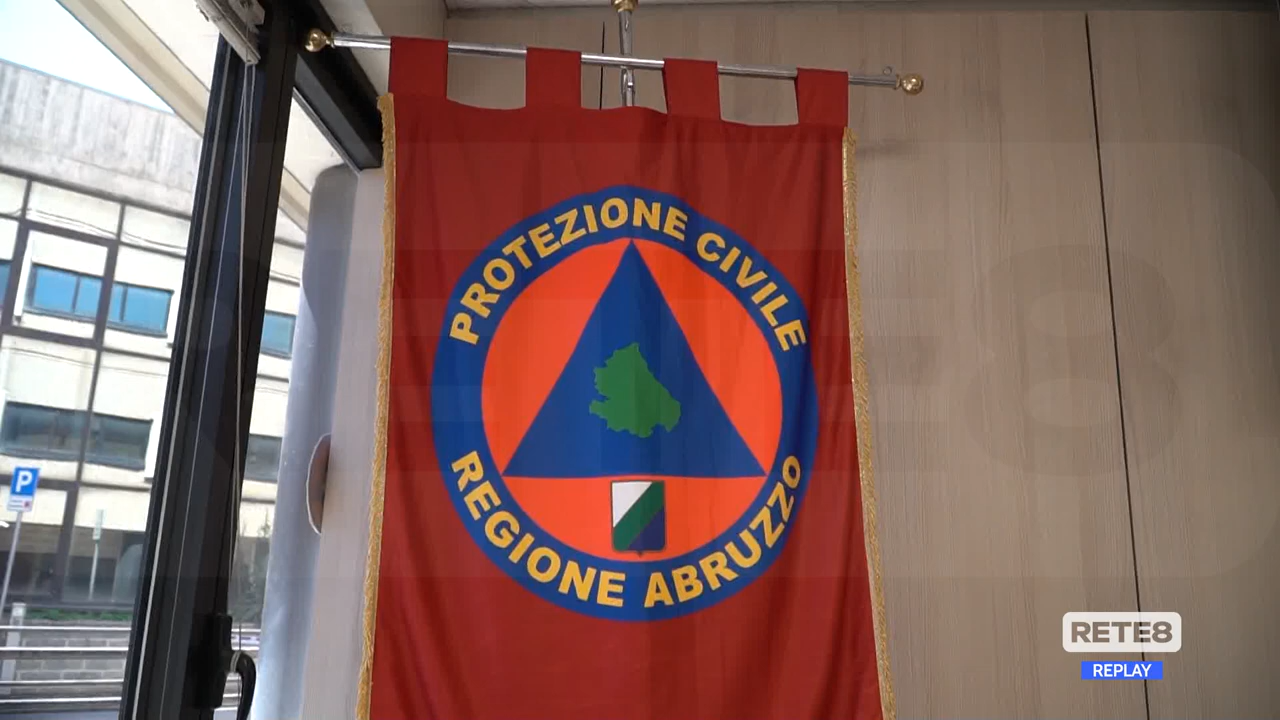 PROTEZIONE CIVILE
REGIONE ABRUZZO
P
RETE8
REPLAY